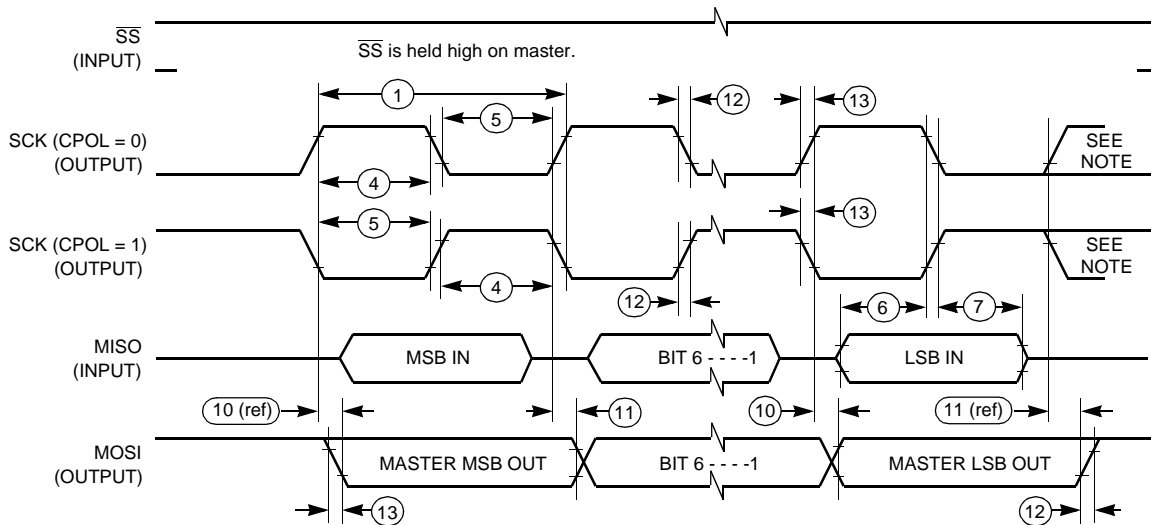 SS
(INPUT)
SS is held high on master.
1
12
13
5
SCK (CPOL = 0)
(OUTPUT)
SEE
NOTE
4
5
13
SCK (CPOL = 1)
(OUTPUT)
SEE
NOTE
4
12
6
7
MISO
(INPUT)
MSB IN
BIT 6 - - - -1
LSB IN
10 (ref)
11
10
11 (ref)
MOSI
(OUTPUT)
MASTER MSB OUT
BIT 6 - - - -1
MASTER LSB OUT
13
12